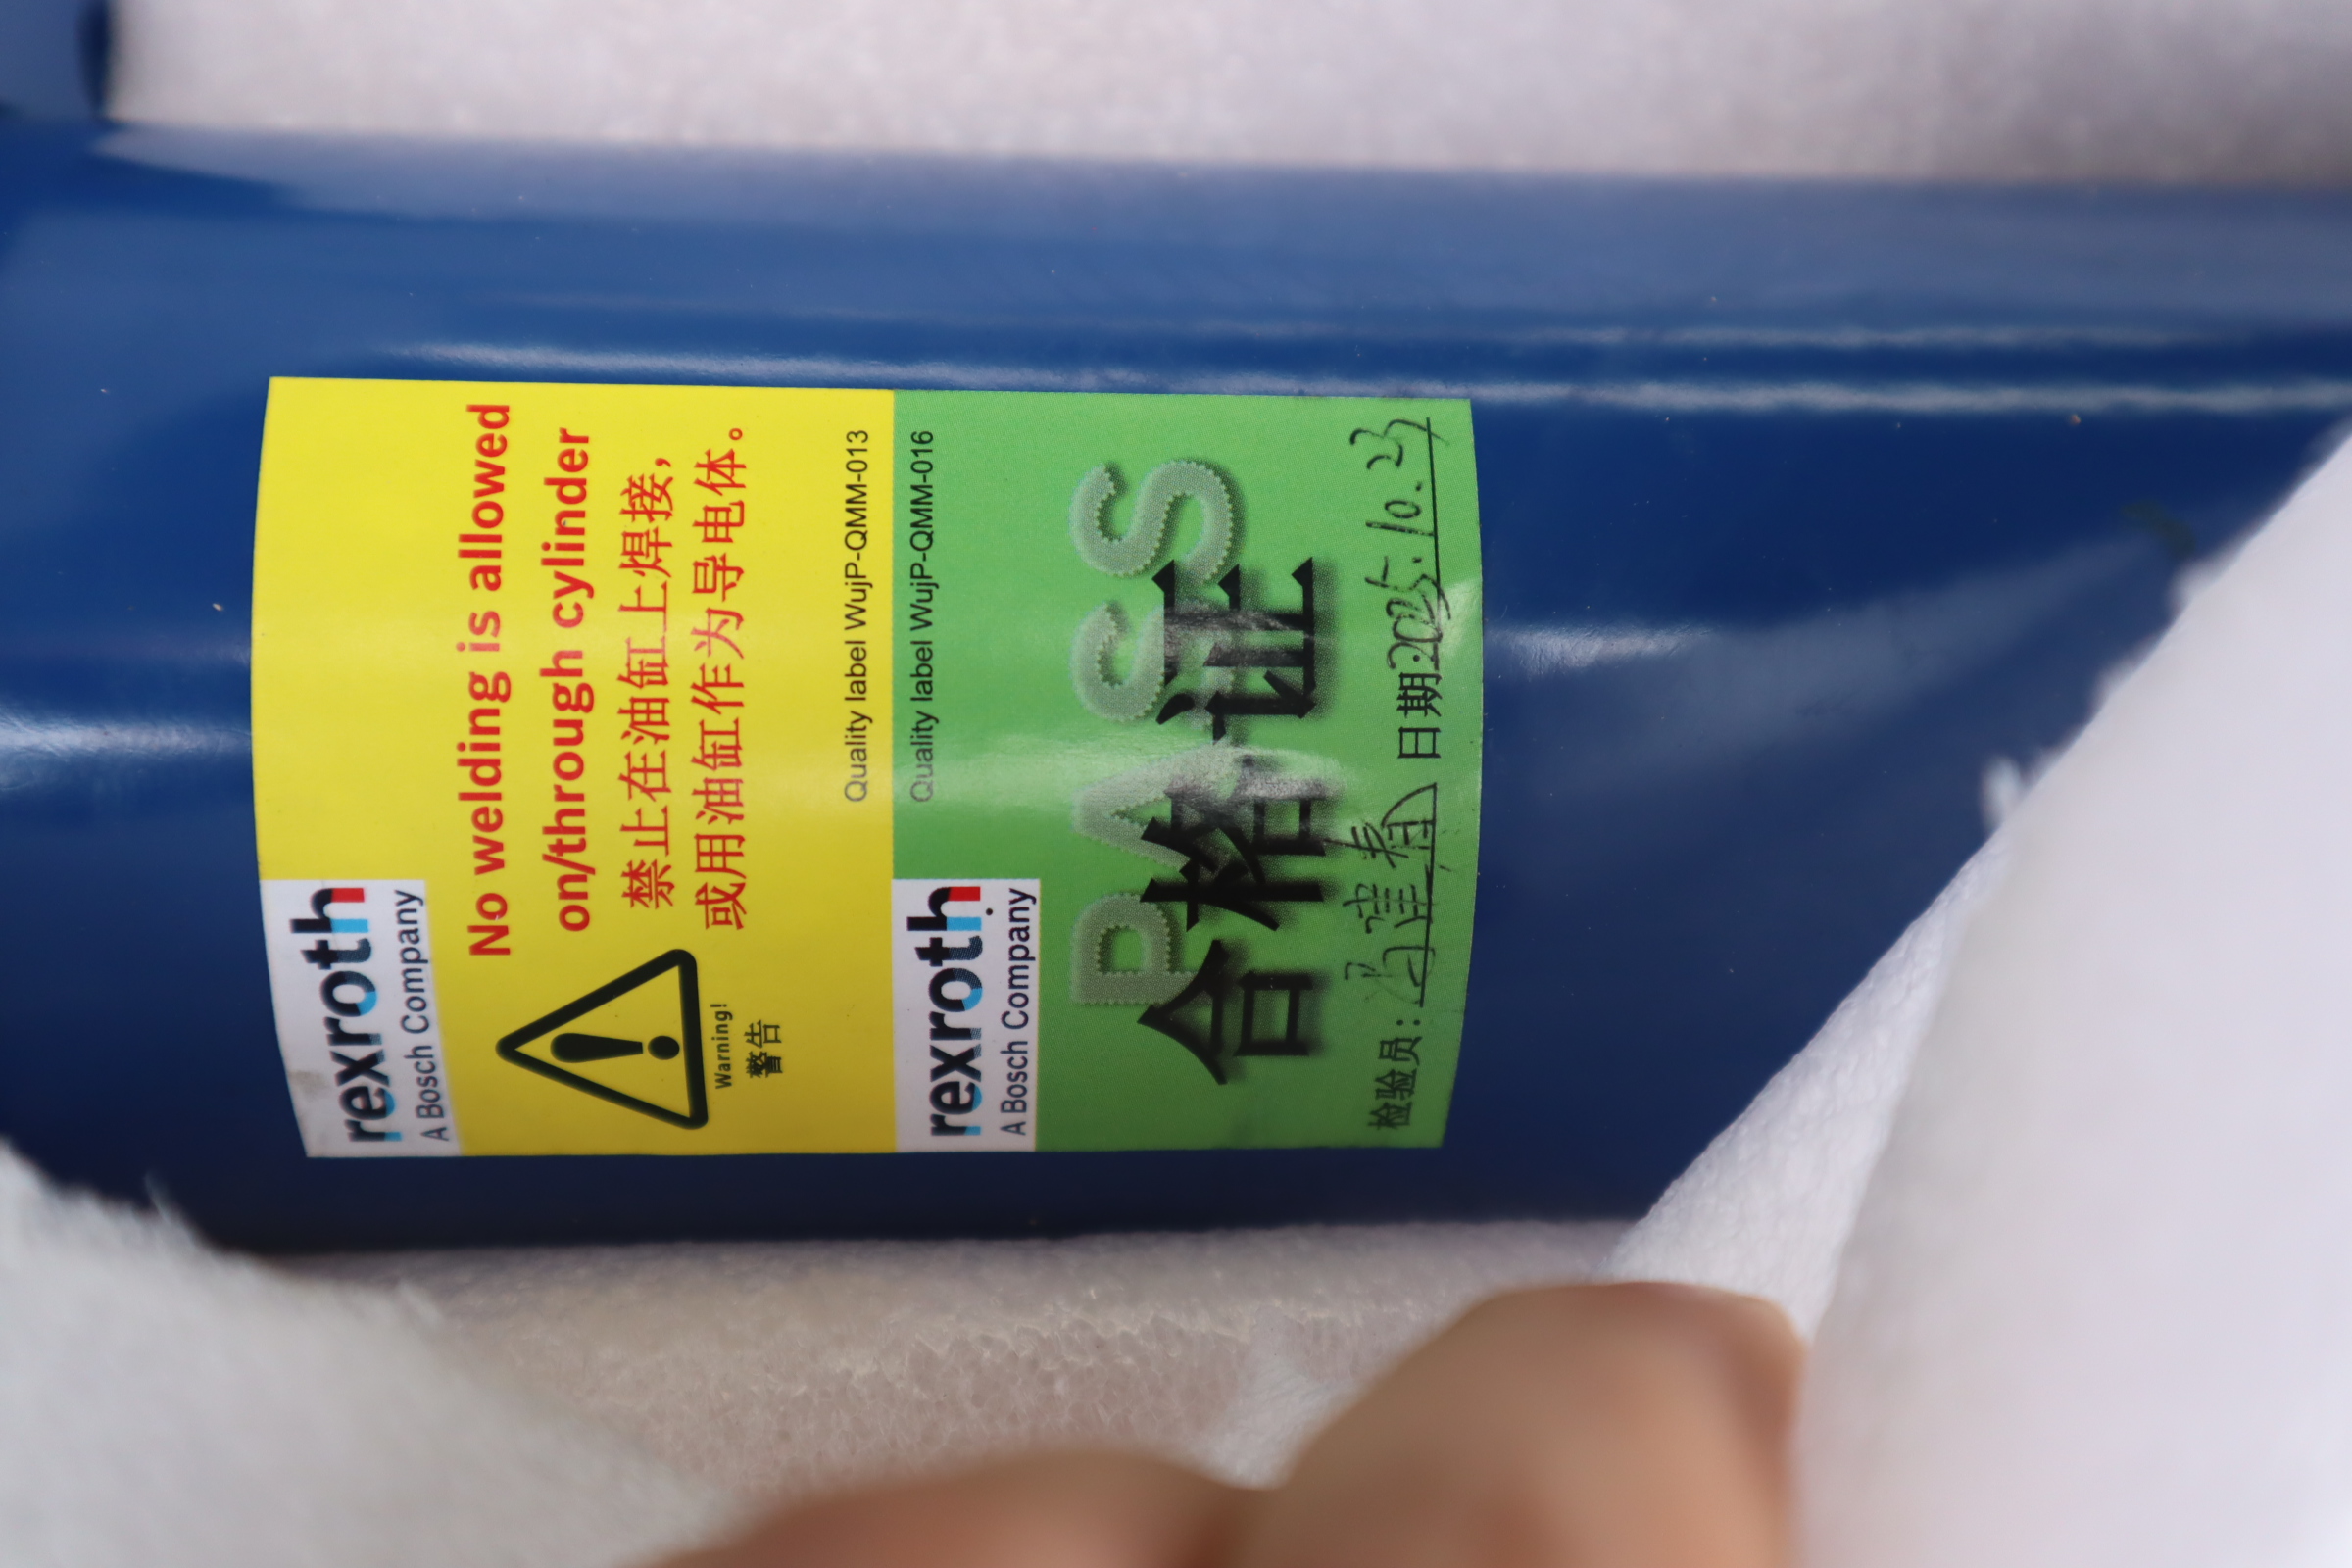 rexroth
A Bosch Company
No welding is allowed
on/through cylinder
禁止在油缸上焊接，
或用油缸作为导电体。
Warning!
警告
Quality label WujP-QMM-013
Quality label WujP-QMM-016
rexroth
A Bosch Company
PASS
合格证
检验员: 日期:2025.10.23